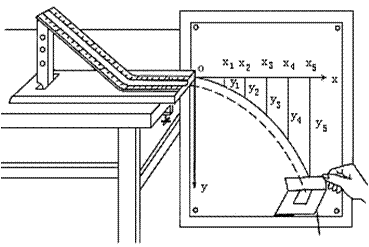 O x₁ x₂ x₃ x₄ x₅ x
y₁
y₂
y₃
y₄
y₅
y